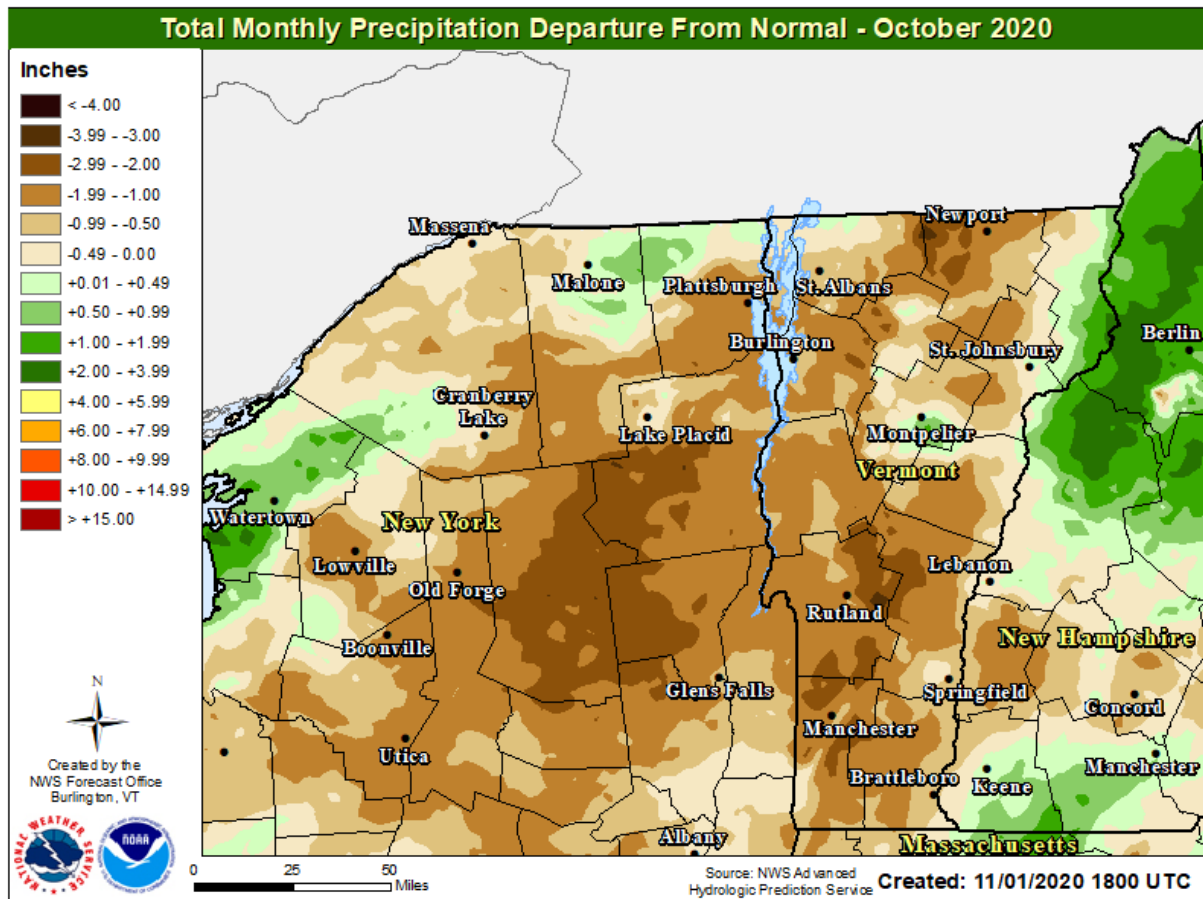 Total Monthly Precipitation Departure From Normal - October 2020
Inches
< -4.00
-3.99 - -3.00
-2.99 - -2.00
-1.99 - -1.00
-0.99 - -0.50
-0.49 - 0.00
+0.01 - +0.49
+0.50 - +0.99
+1.00 - +1.99
+2.00 - +3.99
+4.00 - +5.99
+6.00 - +7.99
+8.00 - +9.99
+10.00 - +14.99
> +15.00
Massena
Newport
Malone
Plattsburgh
St. Albans
Burlington
Berlin
St. Johnsbury
Cranberry
Lake
Lake Placid
Montpelier
Vermont
Watertown
New York
Lowville
Old Forge
Lebanon
Rutland
Boonville
New Hampshire
Glens Falls
Springfield
Concord
Manchester
Utica
Brattleboro
Keene
Manchester
Albany
Massachusetts
N
Created by the
NWS Forecast Office
Burlington, VT
NATIONAL WEATHER SERVICE
NOAA
0 25 50
Miles
Source: NWS Advanced
Hydrologic Prediction Service
Created: 11/01/2020 1800 UTC